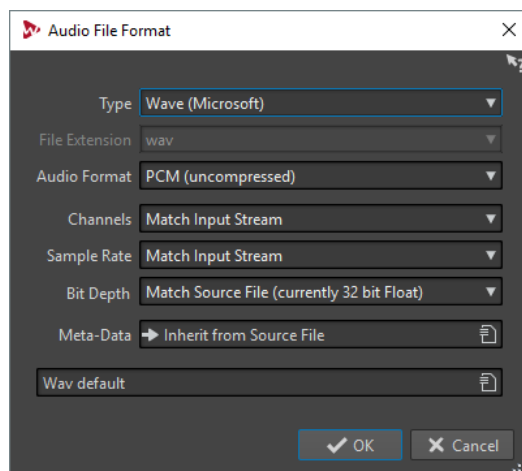 Audio File Format
Type Wave (Microsoft)
File Extension wav
Audio Format PCM (uncompressed)
Channels Match Input Stream
Sample Rate Match Input Stream
Bit Depth Match Source File (currently 32 bit Float)
Meta-Data Inherit from Source File
Wav default
OK Cancel